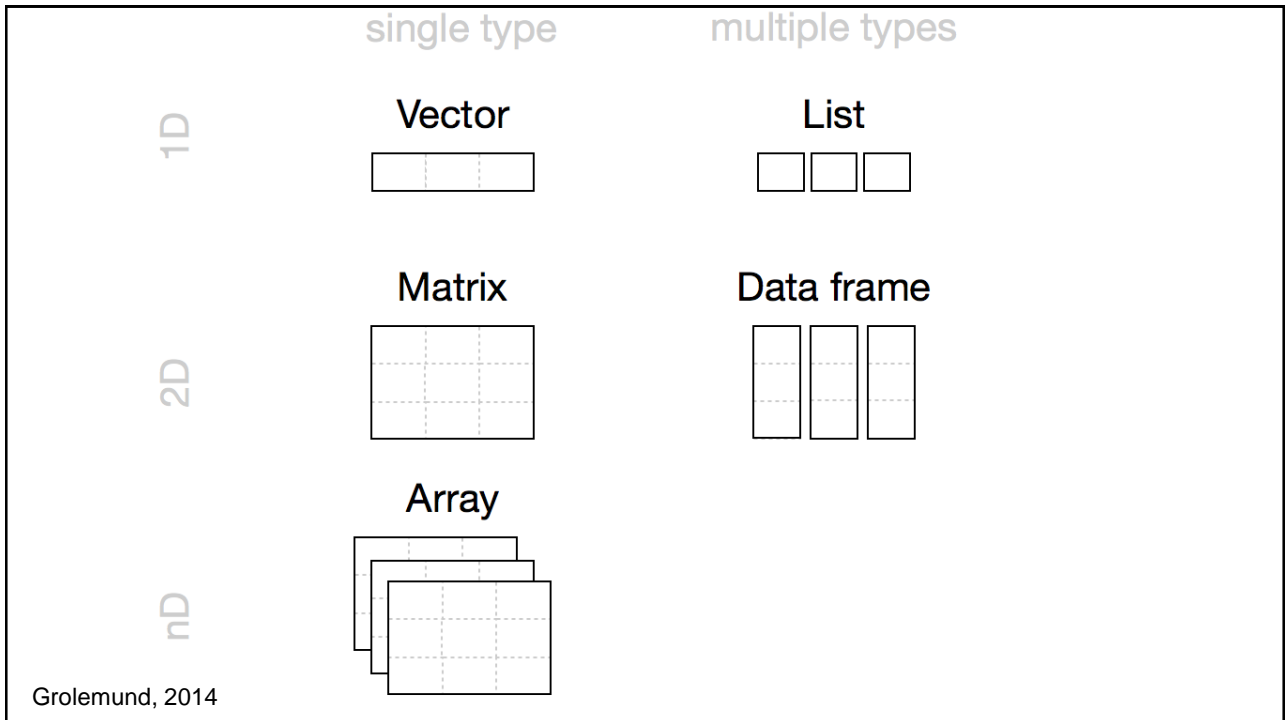 single type multiple types
1D
Vector List
2D
Matrix Data frame
nD
Array
Grolemund, 2014